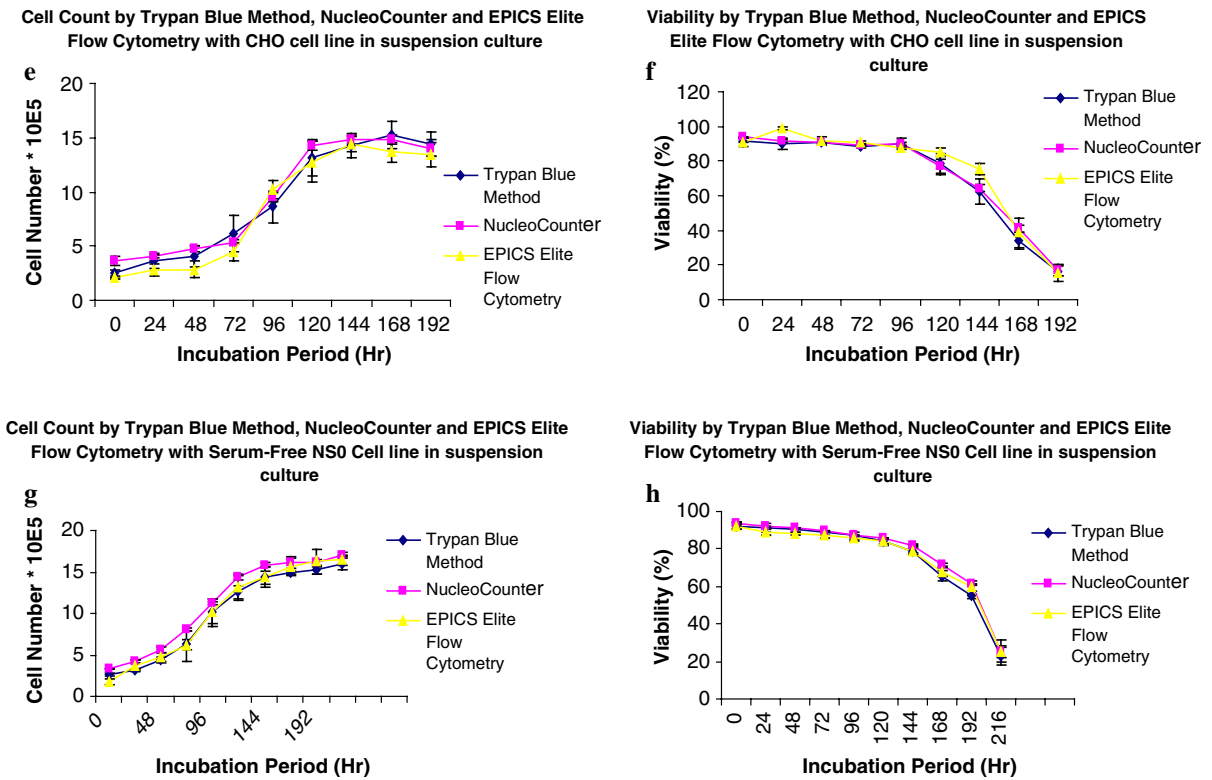 Cell Count by Trypan Blue Method, NucleoCounter and EPICS Elite
Flow Cytometry with CHO cell line in suspension culture
e
20
15
10
5
0
Cell Number * 10E5
0 24 48 72 96 120 144 168 192
Incubation Period (Hr)
Trypan Blue
Method
NucleoCounter
EPICS Elite
Flow
Cytometry
Viability by Trypan Blue Method, NucleoCounter and EPICS
Elite Flow Cytometry with CHO cell line in suspension
culture
f
120
100
80
60
40
20
0
Viability (%)
0 24 48 72 96 120 144 168 192
Incubation Period (Hr)
Trypan Blue
Method
NucleoCounter
EPICS Elite
Flow
Cytometry
Cell Count by Trypan Blue Method, NucleoCounter and EPICS Elite
Flow Cytometry with Serum-Free NS0 Cell line in suspension
culture
g
20
15
10
5
0
Cell Number * 10E5
0 48 96 144 192
Incubation Period (Hr)
Trypan Blue
Method
NucleoCounter
EPICS Elite
Flow
Cytometry
Viability by Trypan Blue Method, NucleoCounter and EPICS Elite
Flow Cytometry with Serum-Free NS0 Cell line in suspension
culture
h
100
80
60
40
20
0
Viability (%)
0 24 48 72 96 120 144 168 192 216
Incubation Period (Hr)
Trypan Blue
Method
NucleoCounter
EPICS Elite
Flow
Cytometry